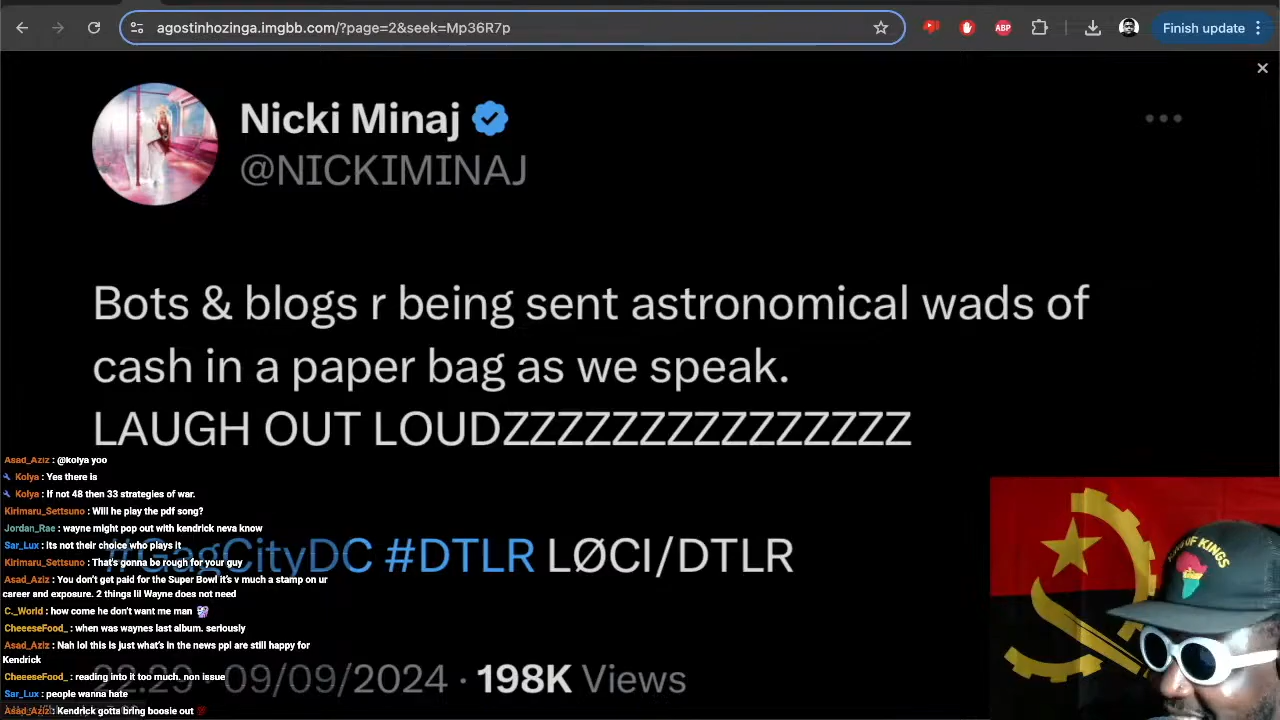 agostinhozinga.imgbb.com/?page=2&seek=Mp36R7p
ABP
Finish update
Nicki Minaj
@NICKIMINAJ
Bots & blogs r being sent astronomical wads of
cash in a paper bag as we speak.
LAUGH OUT LOUDZZZZZZZZZZZZZZZ
#GagCityDC #DTLR LØCI/DTLR
22:29 · 09/09/2024 · 198K Views
Asad_Aziz : @kolya yoo
Kolya : Yes there is
Kolya : If not 48 then 33 strategies of war.
Kirimaru_Settsuno : Will he play the pdf song?
Jordan_Rae : wayne might pop out with kendrick neva know
Sar_Lux : its not their choice who plays it
Kirimaru_Settsuno : That's gonna be rough for your guy
Asad_Aziz : You don't get paid for the Super Bowl it's v much a stamp on ur
career and exposure. 2 things lil Wayne does not need
C._World : how come he don't want me man
CheeeseFood_ : when was waynes last album. seriously
Asad_Aziz : Nah lol this is just what's in the news ppl are still happy for
Kendrick
CheeeseFood_ : reading into it too much. non issue
Sar_Lux : people wanna hate
Asad_Aziz : Kendrick gotta bring boosie out
OF KINGS